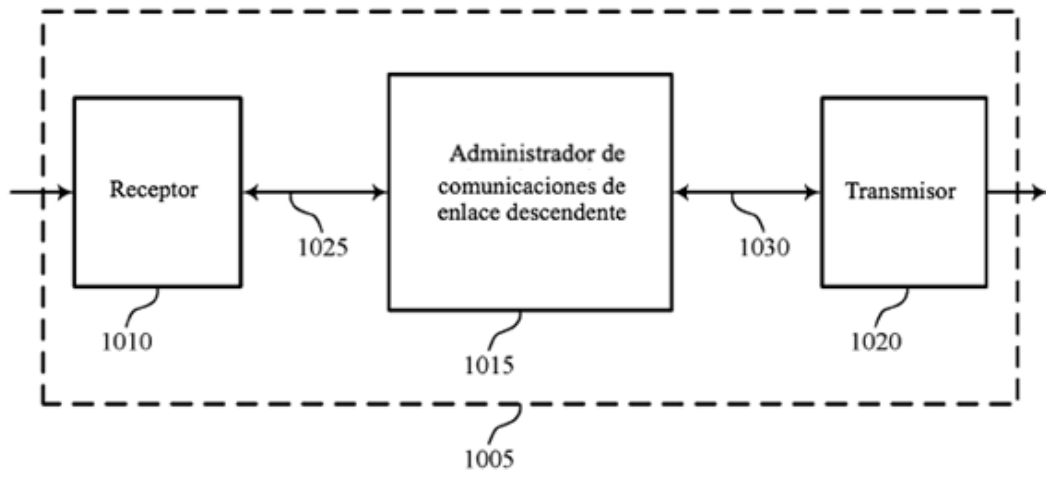 Receptor
Administrador de
comunicaciones de
enlace descendente
Transmisor
1025
1030
1010
1015
1020
1005